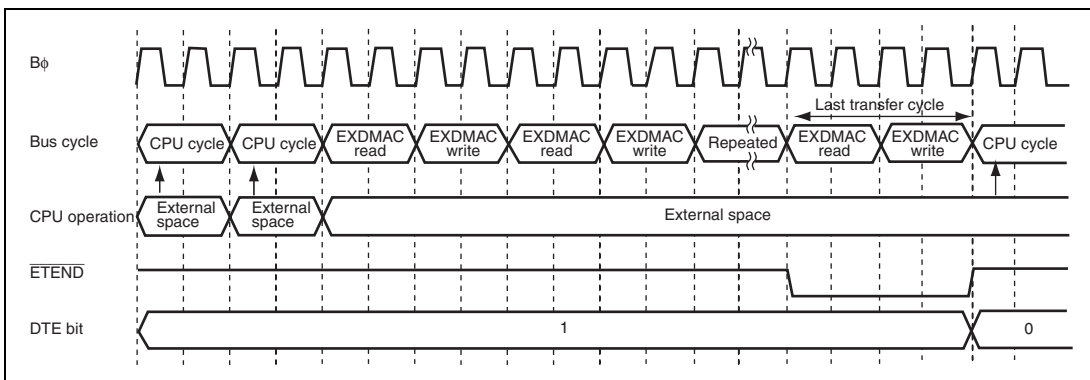 Bϕ
Last transfer cycle
Bus cycle
CPU cycle
CPU cycle
EXDMAC
read
EXDMAC
write
EXDMAC
read
EXDMAC
write
Repeated
EXDMAC
read
EXDMAC
write
CPU cycle
CPU operation
External
space
External
space
External space
ETEND
DTE bit
1
0